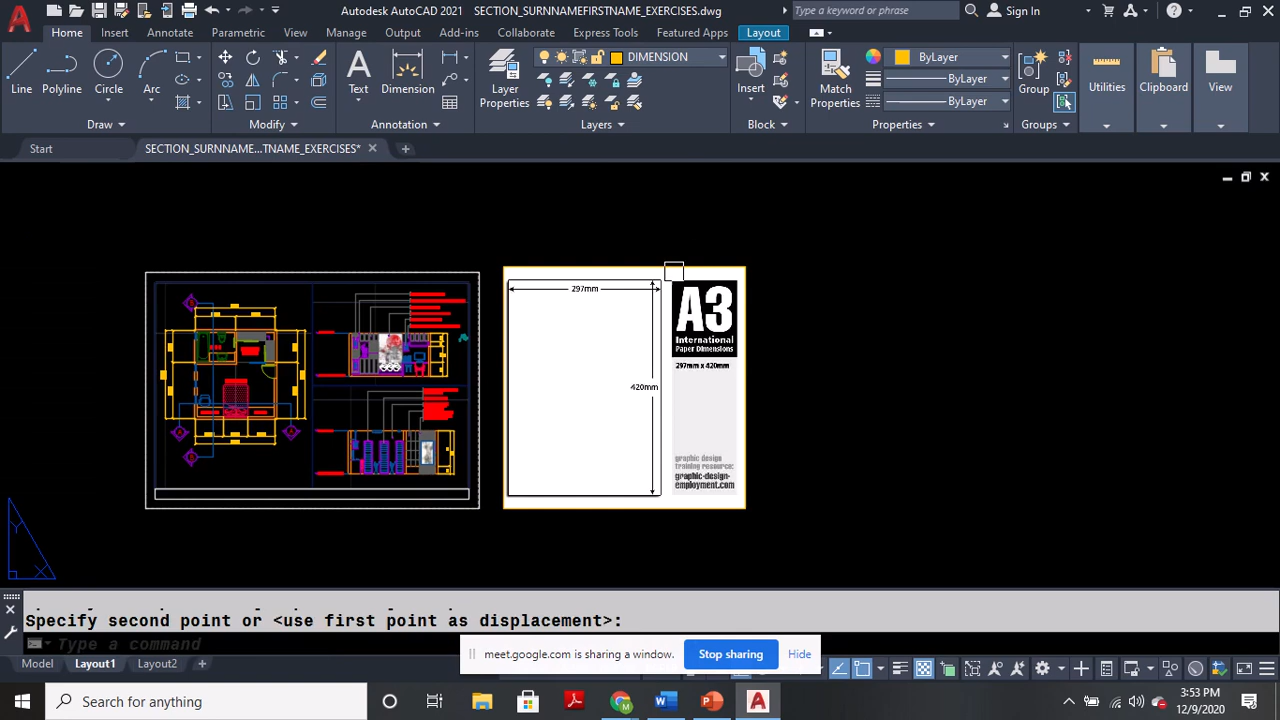 Autodesk AutoCAD 2021 SECTION_SURNNAMEFIRSTNAME_EXERCISES.dwg
Type a keyword or phrase
Sign In
Home Insert Annotate Parametric View Manage Output Add-ins Collaborate Express Tools Featured Apps Layout
Line Polyline Circle Arc
Text Dimension
Layer Properties
DIMENSION
Insert
Match Properties
ByLayer
ByLayer
ByLayer
Group
Utilities
Clipboard
View
Draw Modify Annotation Layers Block Properties Groups
Start SECTION_SURNNAME...TNAME_EXERCISES*
297mm
420mm
A3
International
Paper Dimensions
297mm x 420mm
graphic design
training resource:
graphic-design-
employment.com
Y
X
Specify second point or <use first point as displacement>:
Type a command
meet.google.com is sharing a window. Stop sharing Hide
Model Layout1 Layout2 +
Search for anything
3:53 PM
12/9/2020